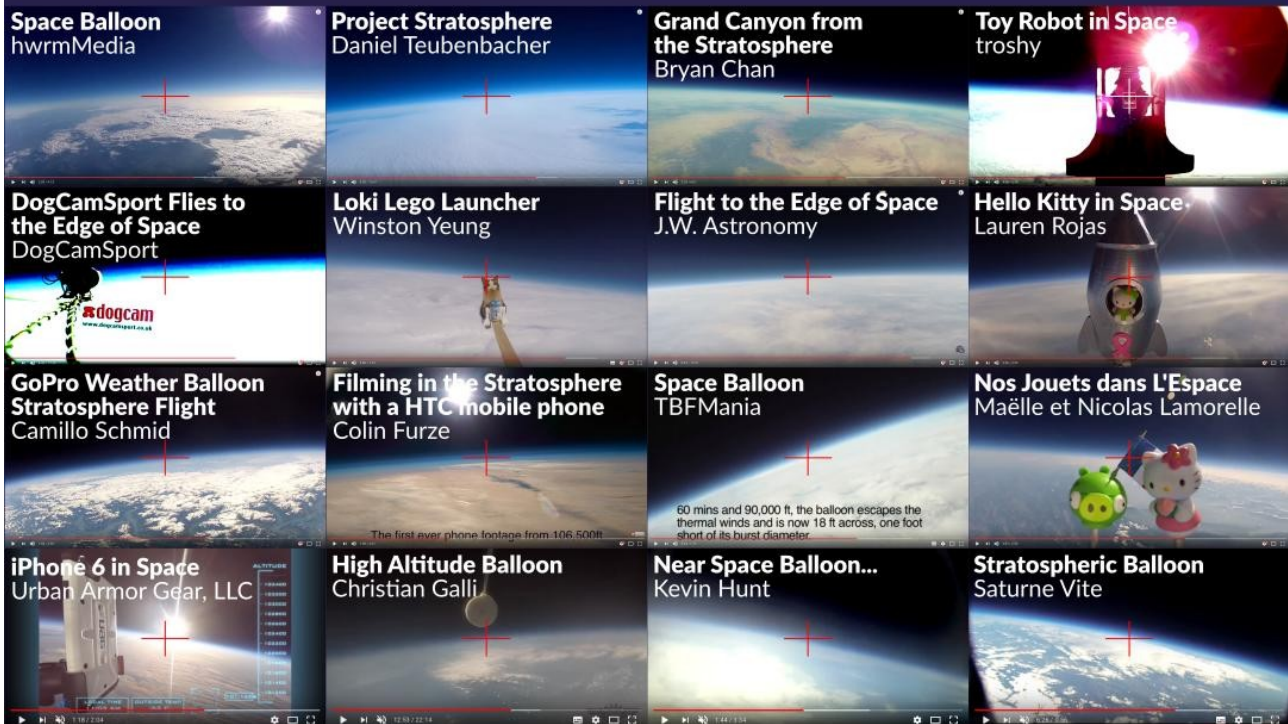 Space Balloon
hwrmMedia
Project Stratosphere
Daniel Teubenbacher
Grand Canyon from
the Stratosphere
Bryan Chan
Toy Robot in Space
troshy
DogCamSport Flies to
the Edge of Space
DogCamSport
dogcam
www.dogcamsport.co.uk
Loki Lego Launcher
Winston Yeung
Flight to the Edge of Space
J.W. Astronomy
Hello Kitty in Space
Lauren Rojas
GoPro Weather Balloon
Stratosphere Flight
Camillo Schmid
Filming in the Stratosphere
with a HTC mobile phone
Colin Furze
The first ever phone footage from 106,500ft
Space Balloon
TBFMania
60 mins and 90,000 ft, the balloon escapes the
thermal winds and is now 18 ft across, one foot
short of its burst diameter.
Nos Jouets dans L'Espace
Maëlle et Nicolas Lamorelle
iPhone 6 in Space
Urban Armor Gear, LLC
ALTITUDE
LOCAL TIME
OUTSIDE TEMP
1:18 / 2:04
High Altitude Balloon
Christian Galli
12:53 / 22:14
Near Space Balloon...
Kevin Hunt
1:44 / 3:34
Stratospheric Balloon
Saturne Vite